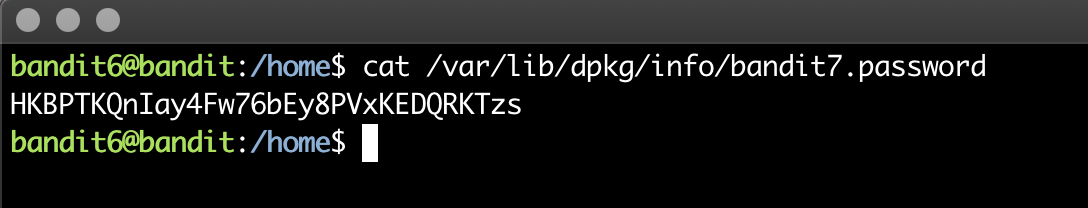 bandit6@bandit:/home$ cat /var/lib/dpkg/info/bandit7.password
HKBPTKQnIay4Fw76bEy8PVxKEDQRKTzs
bandit6@bandit:/home$